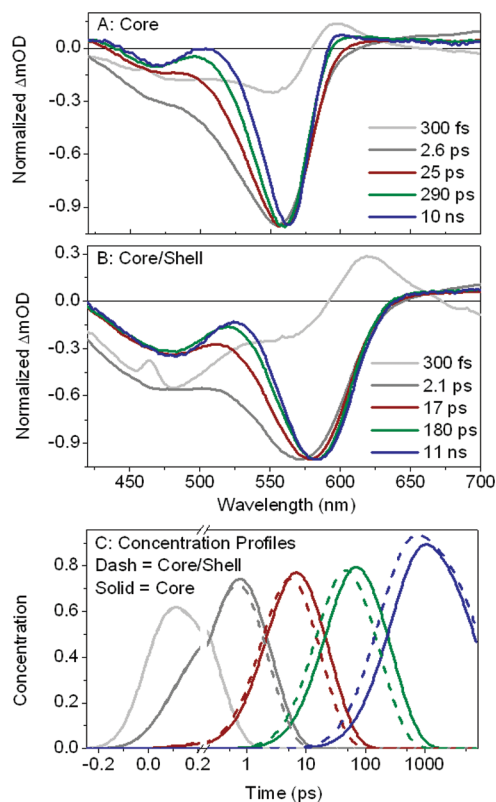 A: Core
Normalized ΔmOD
0.0
-0.3
-0.6
-0.9
300 fs
2.6 ps
25 ps
290 ps
10 ns
B: Core/Shell
Normalized ΔmOD
0.3
0.0
-0.3
-0.6
-0.9
300 fs
2.1 ps
17 ps
180 ps
11 ns
450 500 550 600 650 700
Wavelength (nm)
C: Concentration Profiles
Dash = Core/Shell
Solid = Core
Concentration
0.8
0.6
0.4
0.2
0.0
-0.2 0.0 0.2 1 10 100 1000
Time (ps)